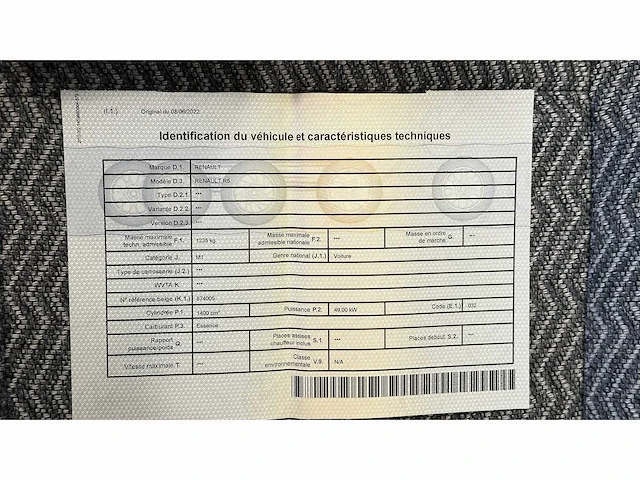 (I.1.) Original du 08/06/2022
Identification du véhicule et caractéristiques techniques
Marque D.1. RENAULT
Modèle D.3. RENAULT R5
Type D.2.1. ***
Variante D.2.2. ***
Version D.2.3. ***
Masse maximale techn. admissible F.1. 1235 kg Masse maximale admissible nationale F.2. *** Masse en ordre de marche G. ***
Catégorie J. M1 Genre national (J.1.) Voiture
Type de carrosserie (J.2.) ***
WVTA K. ***
N° référence belge (K.1.) 874005
Cylindrée P.1. 1400 cm³ Puissance P.2. 49,00 kW Code (E.1.) 032
Carburant P.3. Essence
Rapport puissance/poids Q. *** Places assises chauffeur inclus S.1. *** Places debout S.2. ***
Vitesse maximale T. *** Classe environnementale V.9. N/A